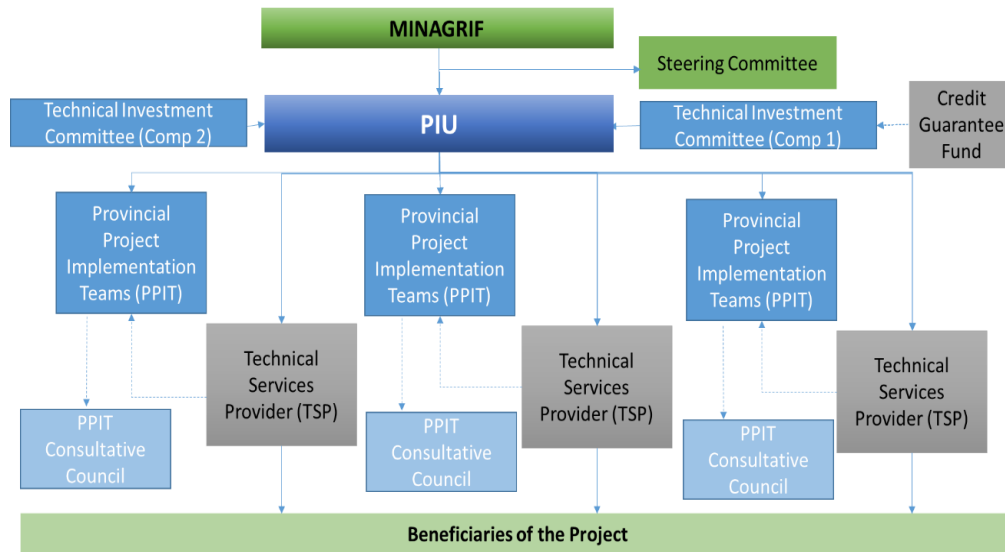 MINAGRIF
Steering Committee
Technical Investment
Committee (Comp 2)
PIU
Technical Investment
Committee (Comp 1)
Credit
Guarantee
Fund
Provincial
Project
Implementation
Teams (PPIT)
Provincial
Project
Implementation
Teams (PPIT)
Provincial
Project
Implementation
Teams (PPIT)
Technical
Services
Provider (TSP)
Technical
Services
Provider (TSP)
Technical
Services
Provider (TSP)
PPIT
Consultative
Council
PPIT
Consultative
Council
PPIT
Consultative
Council
Beneficiaries of the Project